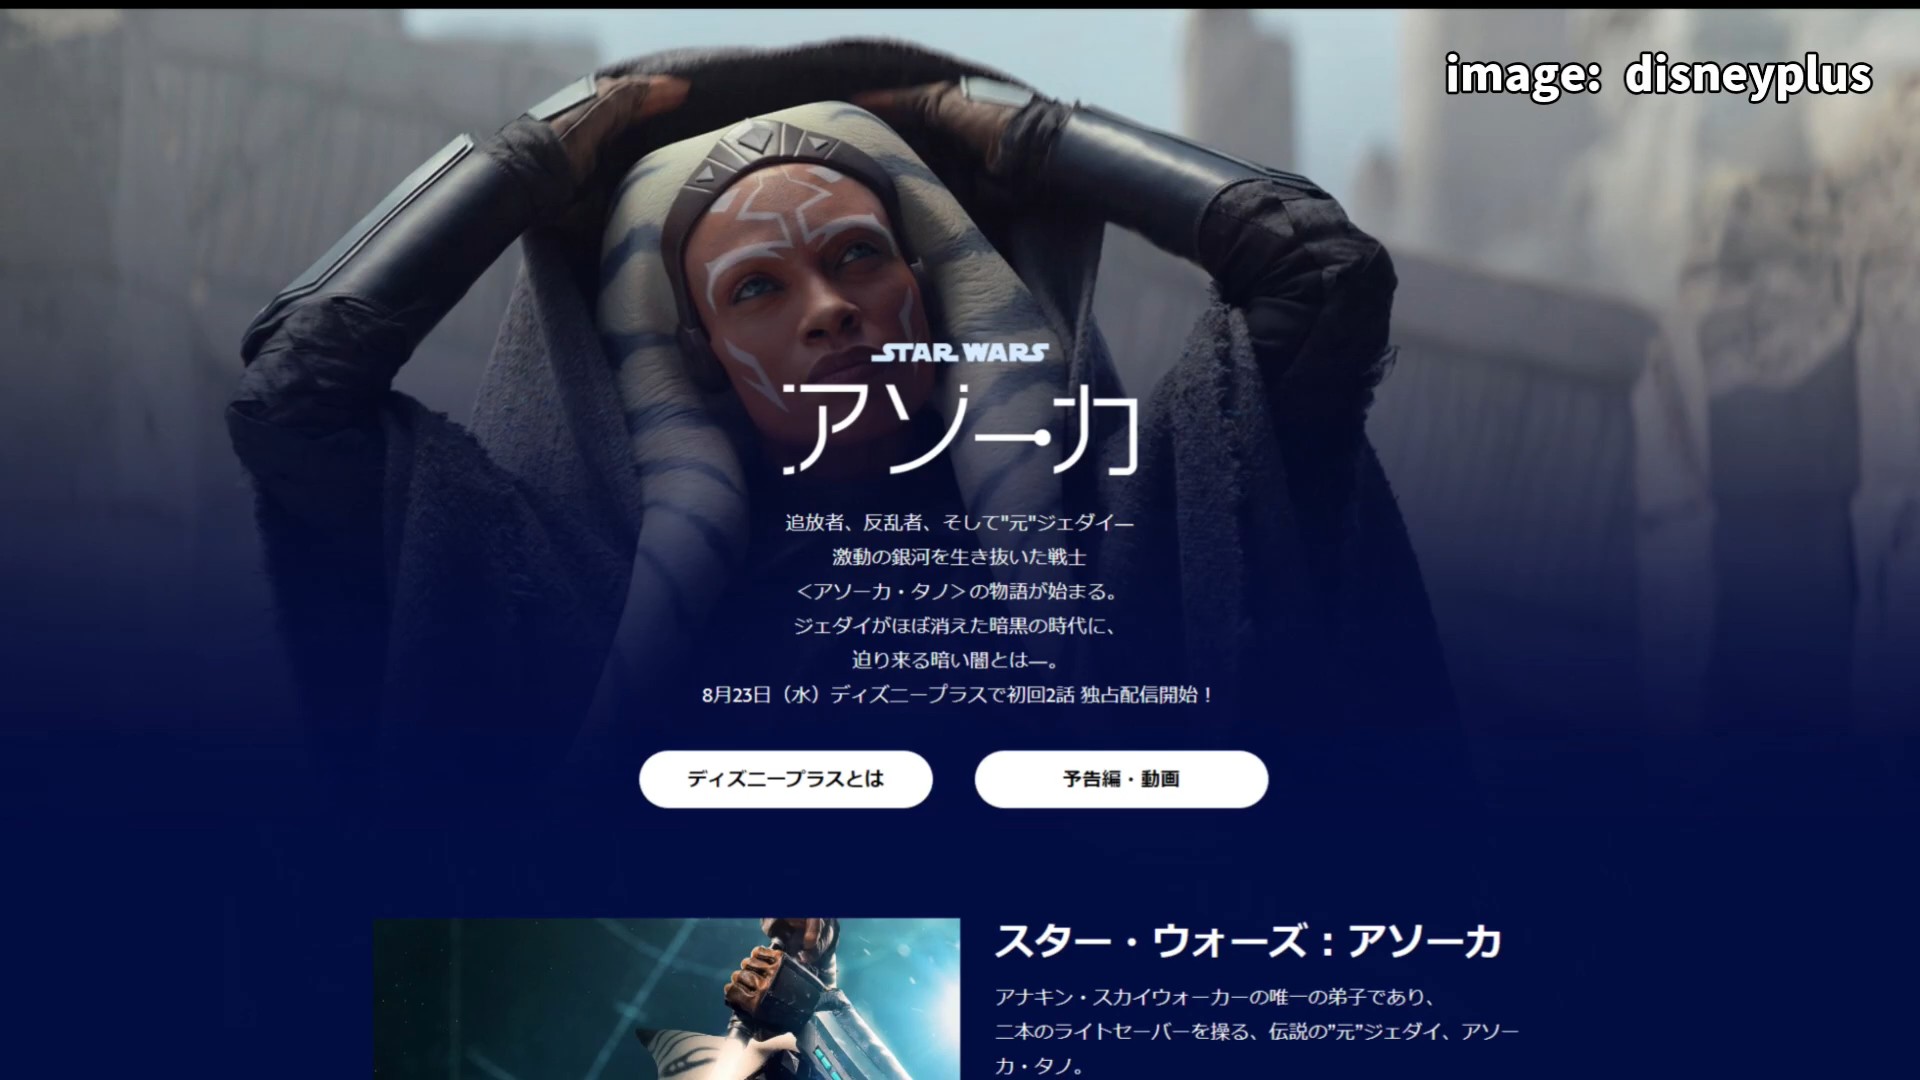 image: disneyplus
STAR WARS
アソーカ
追放者、反乱者、そして"元"ジェダイ―
激動の銀河を生き抜いた戦士
＜アソーカ・タノ＞の物語が始まる。
ジェダイがほぼ消えた暗黒の時代に、
迫り来る暗い闇とは―。
8月23日（水）ディズニープラスで初回2話 独占配信開始！
ディズニープラスとは
予告編・動画
スター・ウォーズ：アソーカ
アナキン・スカイウォーカーの唯一の弟子であり、
二本のライトセーバーを操る、伝説の”元”ジェダイ、アソー
カ・タノ。